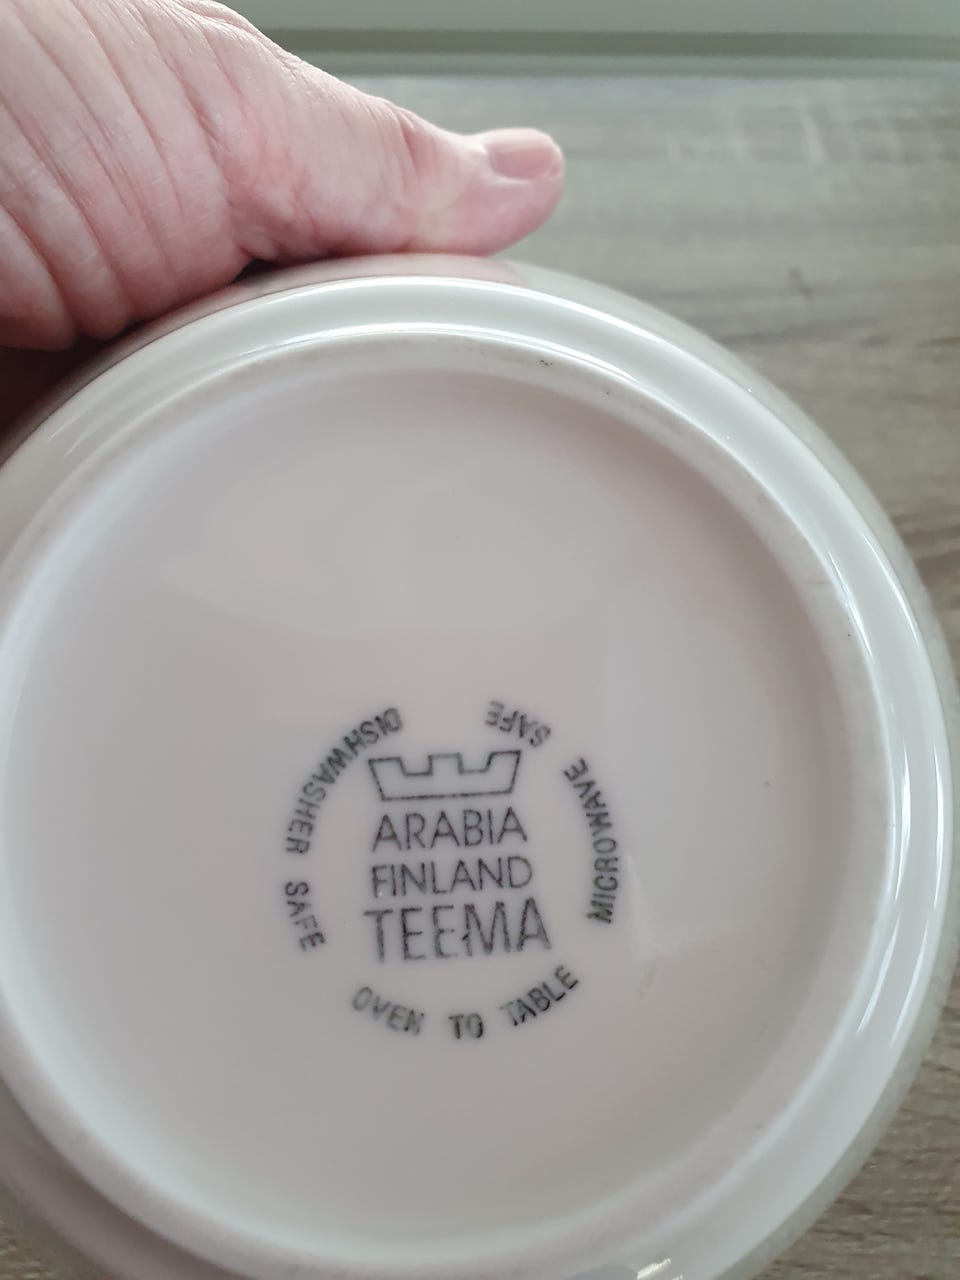 ARABIA
FINLAND
TEEMA
DISHWASHER SAFE
OVEN TO TABLE
MICROWAVE SAFE